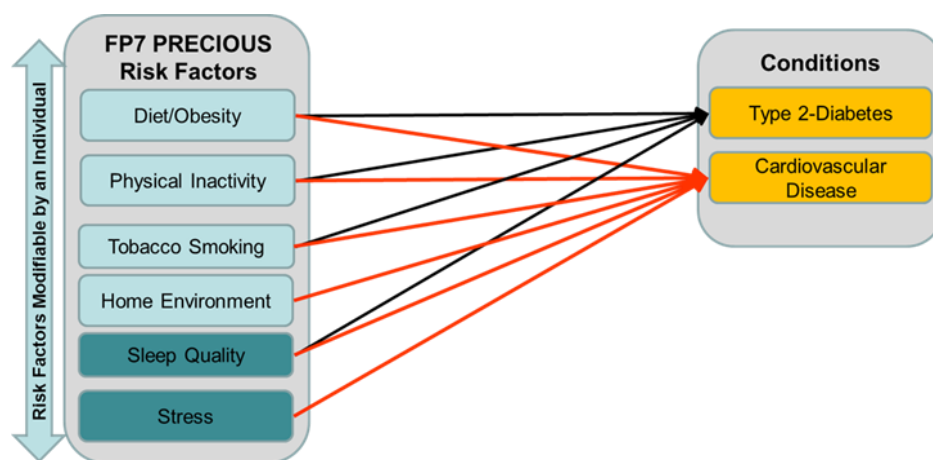 Risk Factors Modifiable by an Individual
FP7 PRECIOUS
Risk Factors
Diet/Obesity
Physical Inactivity
Tobacco Smoking
Home Environment
Sleep Quality
Stress
Conditions
Type 2-Diabetes
Cardiovascular
Disease